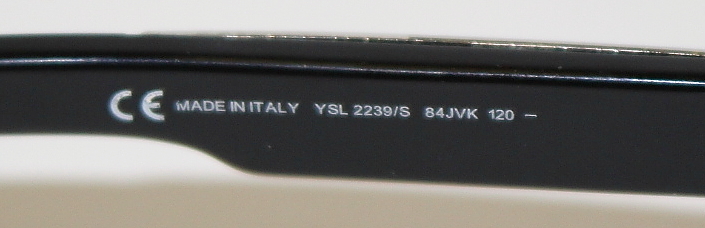 CE MADE IN ITALY YSL 2239/S 84JVK 120 –